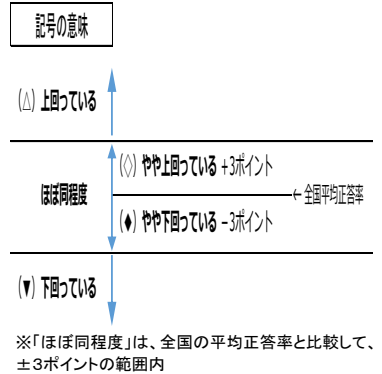 記号の意味
(△) 上回っている
(◇) やや上回っている +3ポイント
ほぼ同程度
←全国平均正答率
(♦) やや下回っている −3ポイント
(▼) 下回っている
※「ほぼ同程度」は、全国の平均正答率と比較して、
±3ポイントの範囲内